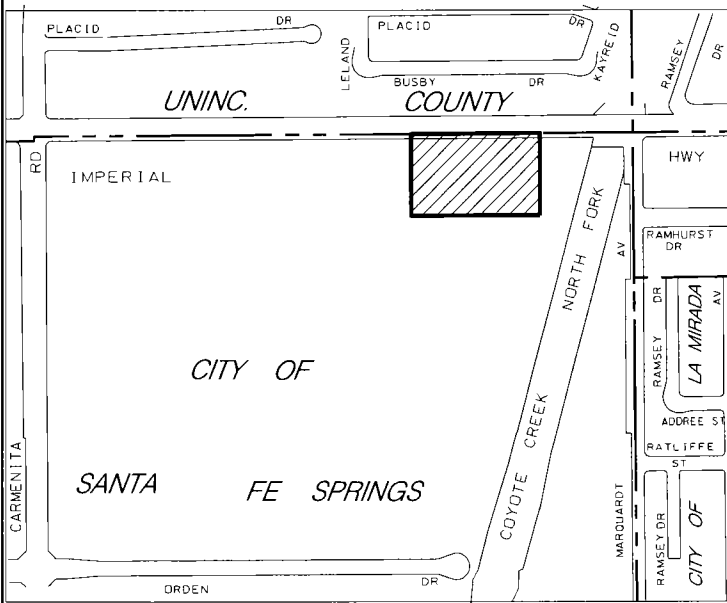 PLACID DR
PLACID DR
LELAND
BUSBY DR
KAYREID
RAMSEY DR
UNINC. COUNTY
RD
IMPERIAL
HWY
NORTH FORK
AV
RAMHURST
DR
CITY OF
RAMSEY DR
LA MIRADA
AV
ADDREE ST
RATLIFFE
ST
SANTA FE SPRINGS
CARMENITA
COYOTE CREEK
MARQUARDT
RAMSEY DR
CITY OF
ORDEN DR